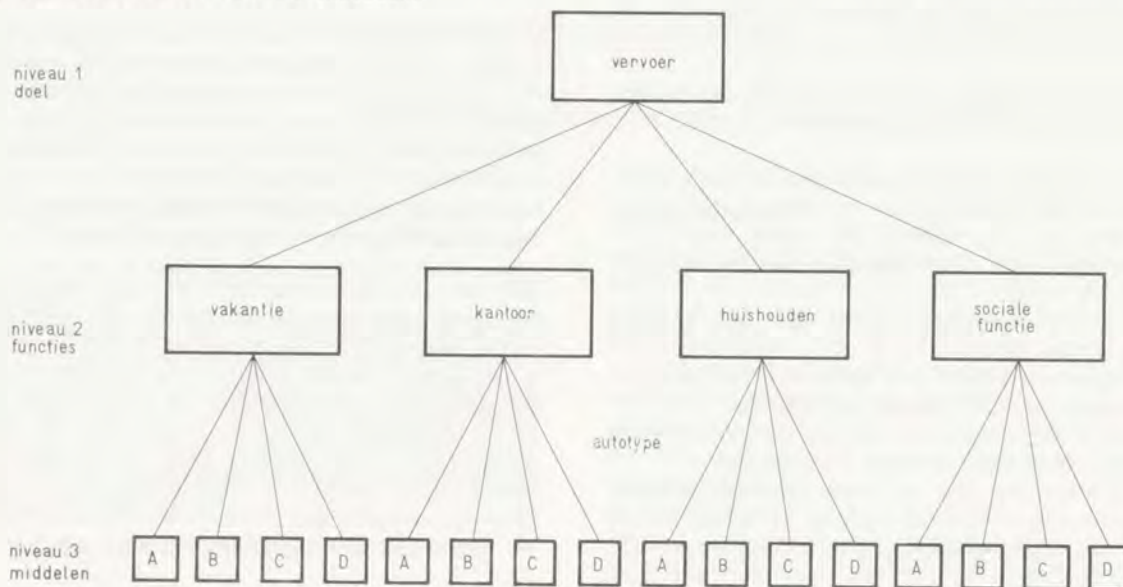 vervoer
niveau 1
doel
vakantie
kantoor
huishouden
sociale
functie
niveau 2
functies
autotype
niveau 3
middelen
A B C D A B C D A B C D A B C D